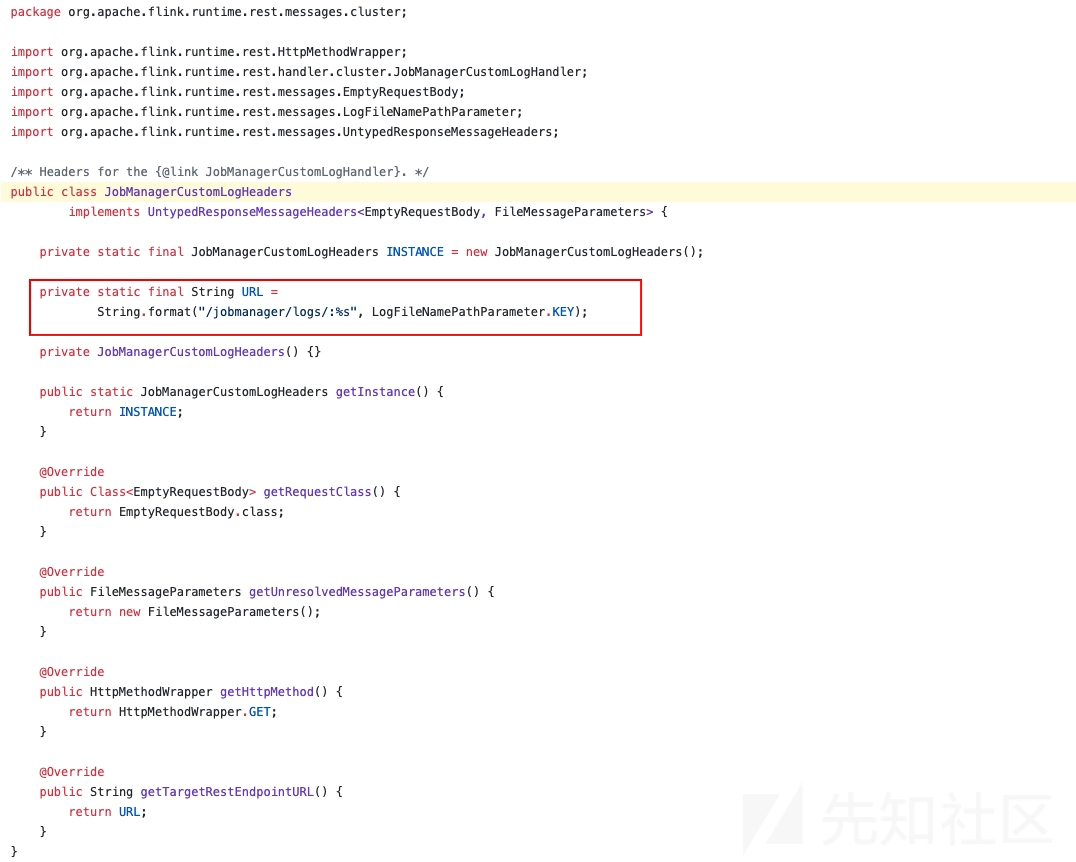 package org.apache.flink.runtime.rest.messages.cluster;
import org.apache.flink.runtime.rest.HttpMethodWrapper;
import org.apache.flink.runtime.rest.handler.cluster.JobManagerCustomLogHandler;
import org.apache.flink.runtime.rest.messages.EmptyRequestBody;
import org.apache.flink.runtime.rest.messages.LogFileNamePathParameter;
import org.apache.flink.runtime.rest.messages.UntypedResponseMessageHeaders;
/** Headers for the {@link JobManagerCustomLogHandler}. */
public class JobManagerCustomLogHeaders
        implements UntypedResponseMessageHeaders<EmptyRequestBody, FileMessageParameters> {
    private static final JobManagerCustomLogHeaders INSTANCE = new JobManagerCustomLogHeaders();
    private static final String URL =
            String.format("/jobmanager/logs/:%s", LogFileNamePathParameter.KEY);
    private JobManagerCustomLogHeaders() {}
    public static JobManagerCustomLogHeaders getInstance() {
        return INSTANCE;
    }
    @Override
    public Class<EmptyRequestBody> getRequestClass() {
        return EmptyRequestBody.class;
    }
    @Override
    public FileMessageParameters getUnresolvedMessageParameters() {
        return new FileMessageParameters();
    }
    @Override
    public HttpMethodWrapper getHttpMethod() {
        return HttpMethodWrapper.GET;
    }
    @Override
    public String getTargetRestEndpointURL() {
        return URL;
    }
}
先知社区